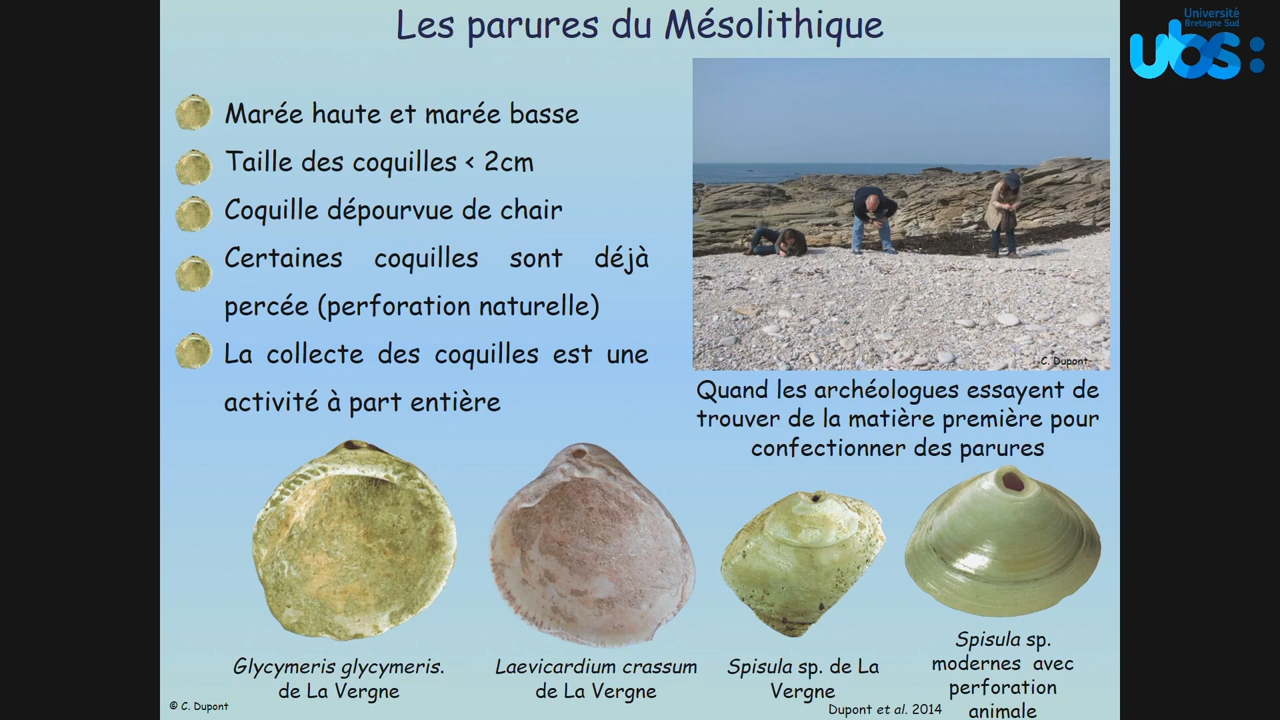 Les parures du Mésolithique
Université
Bretagne Sud
ubs:
Marée haute et marée basse
Taille des coquilles < 2cm
Coquille dépourvue de chair
Certaines coquilles sont déjà
percée (perforation naturelle)
La collecte des coquilles est une
activité à part entière
C. Dupont
Quand les archéologues essayent de
trouver de la matière première pour
confectionner des parures
Glycymeris glycymeris.
de La Vergne
Laevicardium crassum
de La Vergne
Spisula sp. de La
Vergne
Spisula sp.
modernes avec
perforation
animale
© C. Dupont
Dupont et al. 2014